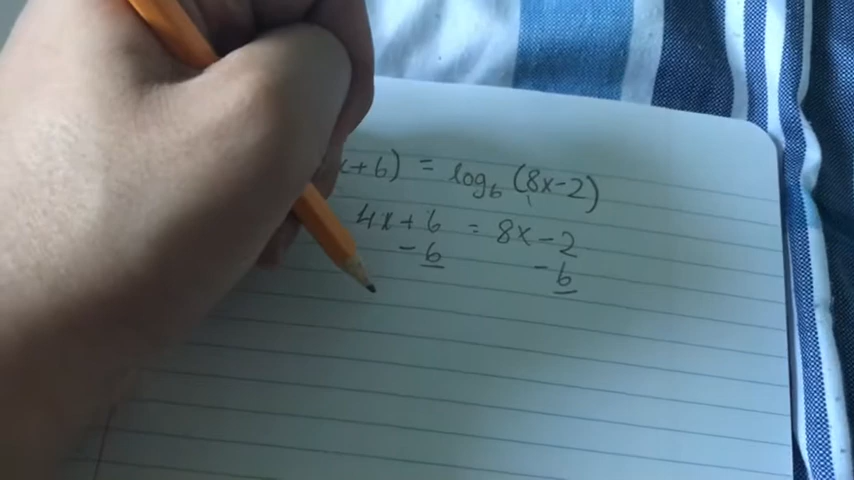 x+6) = log₆ (8x-2)
4x+6 = 8x-2
-6 -6